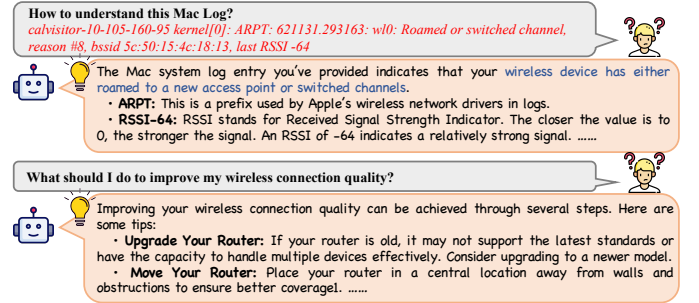 How to understand this Mac Log?
calvisitor-10-105-160-95 kernel[0]: ARPT: 621131.293163: wl0: Roamed or switched channel,
reason #8, bssid 5c:50:15:4c:18:13, last RSSI -64
The Mac system log entry you've provided indicates that your wireless device has either
roamed to a new access point or switched channels.
• ARPT: This is a prefix used by Apple's wireless network drivers in logs.
• RSSI-64: RSSI stands for Received Signal Strength Indicator. The closer the value is to
0, the stronger the signal. An RSSI of -64 indicates a relatively strong signal. ......
What should I do to improve my wireless connection quality?
Improving your wireless connection quality can be achieved through several steps. Here are
some tips:
• Upgrade Your Router: If your router is old, it may not support the latest standards or
have the capacity to handle multiple devices effectively. Consider upgrading to a newer model.
• Move Your Router: Place your router in a central location away from walls and
obstructions to ensure better coverage1. ......